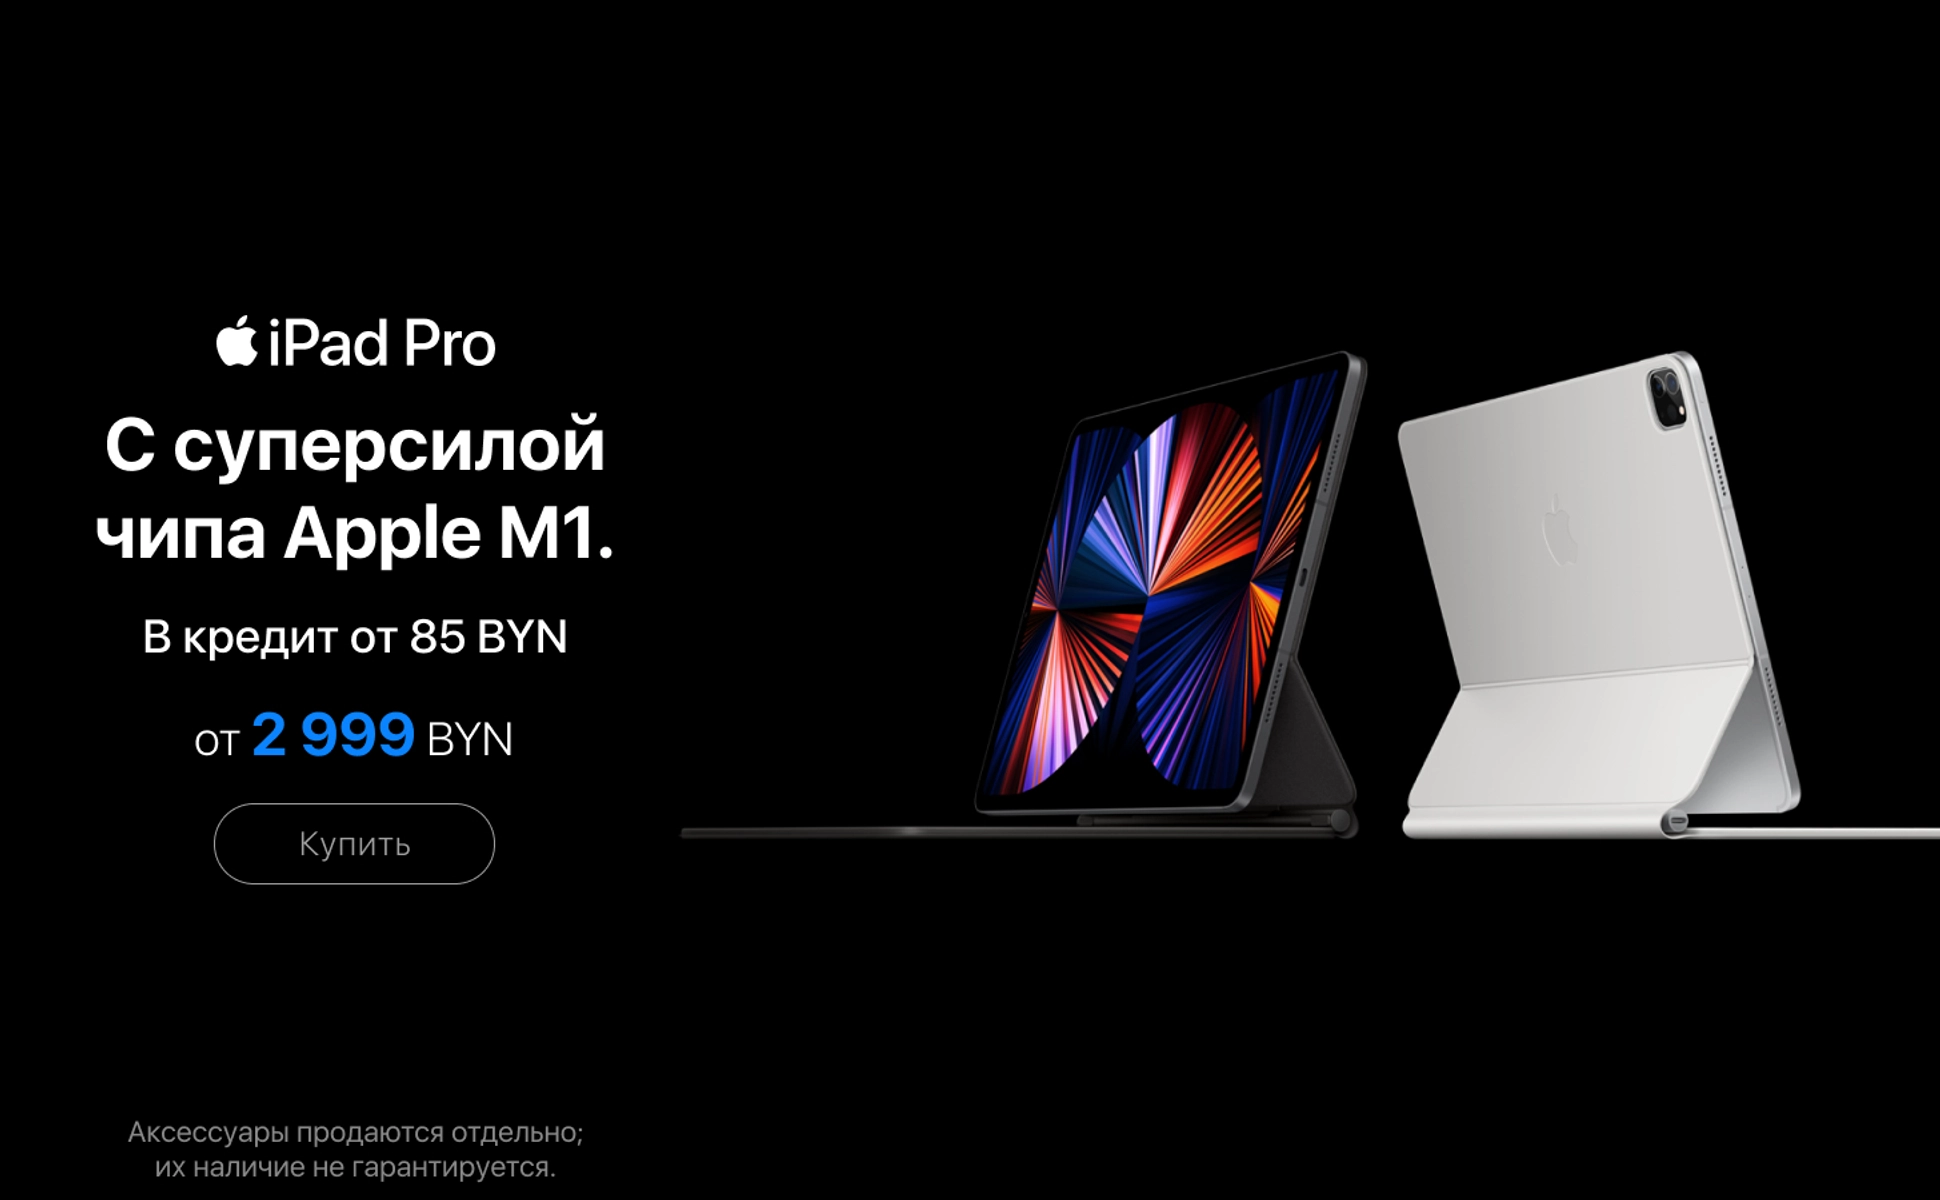 iPad Pro
С суперсилой
чипа Apple M1.
В кредит от 85 BYN
от 2 999 BYN
Купить
Аксессуары продаются отдельно;
их наличие не гарантируется.